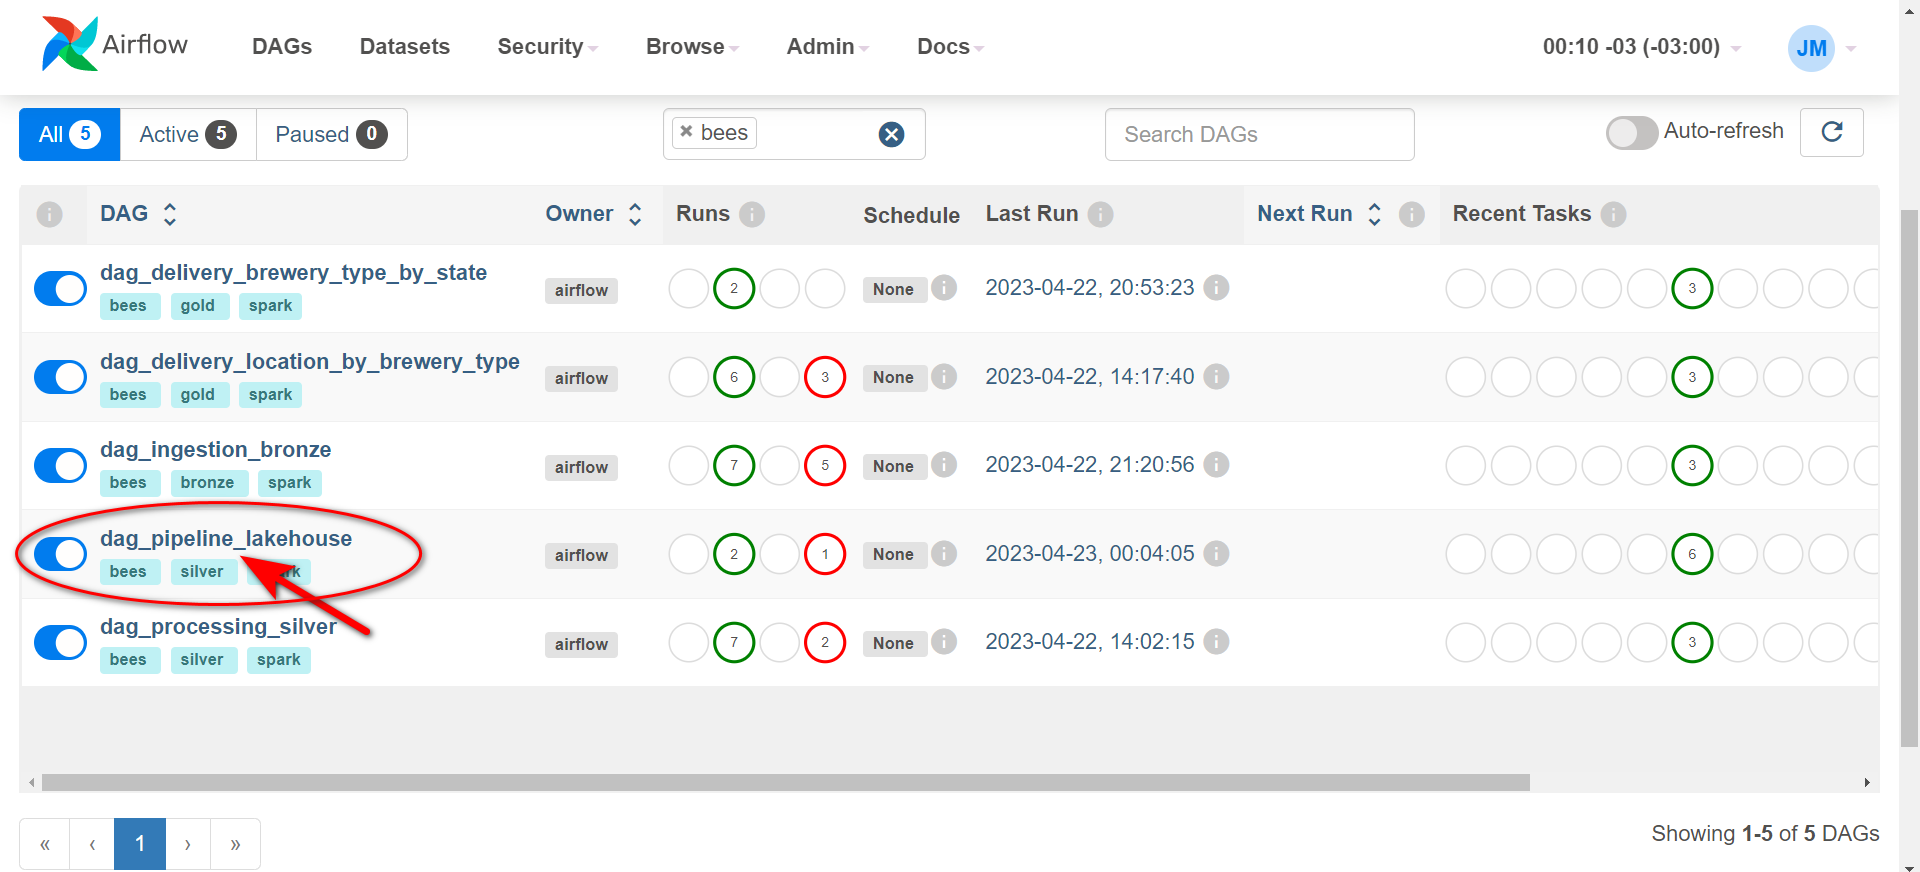 Airflow DAGs Datasets Security Browse Admin Docs 00:10 -03 (-03:00) JM
All 5 Active 5 Paused 0 × bees Search DAGs Auto-refresh
DAG Owner Runs Schedule Last Run Next Run Recent Tasks
dag_delivery_brewery_type_by_state
bees gold spark
airflow 2 None 2023-04-22, 20:53:23 3
dag_delivery_location_by_brewery_type
bees gold spark
airflow 6 3 None 2023-04-22, 14:17:40 3
dag_ingestion_bronze
bees bronze spark
airflow 7 5 None 2023-04-22, 21:20:56 3
dag_pipeline_lakehouse
bees silver rk
airflow 2 1 None 2023-04-23, 00:04:05 6
dag_processing_silver
bees silver spark
airflow 7 2 None 2023-04-22, 14:02:15 3
« ‹ 1 › »
Showing 1-5 of 5 DAGs